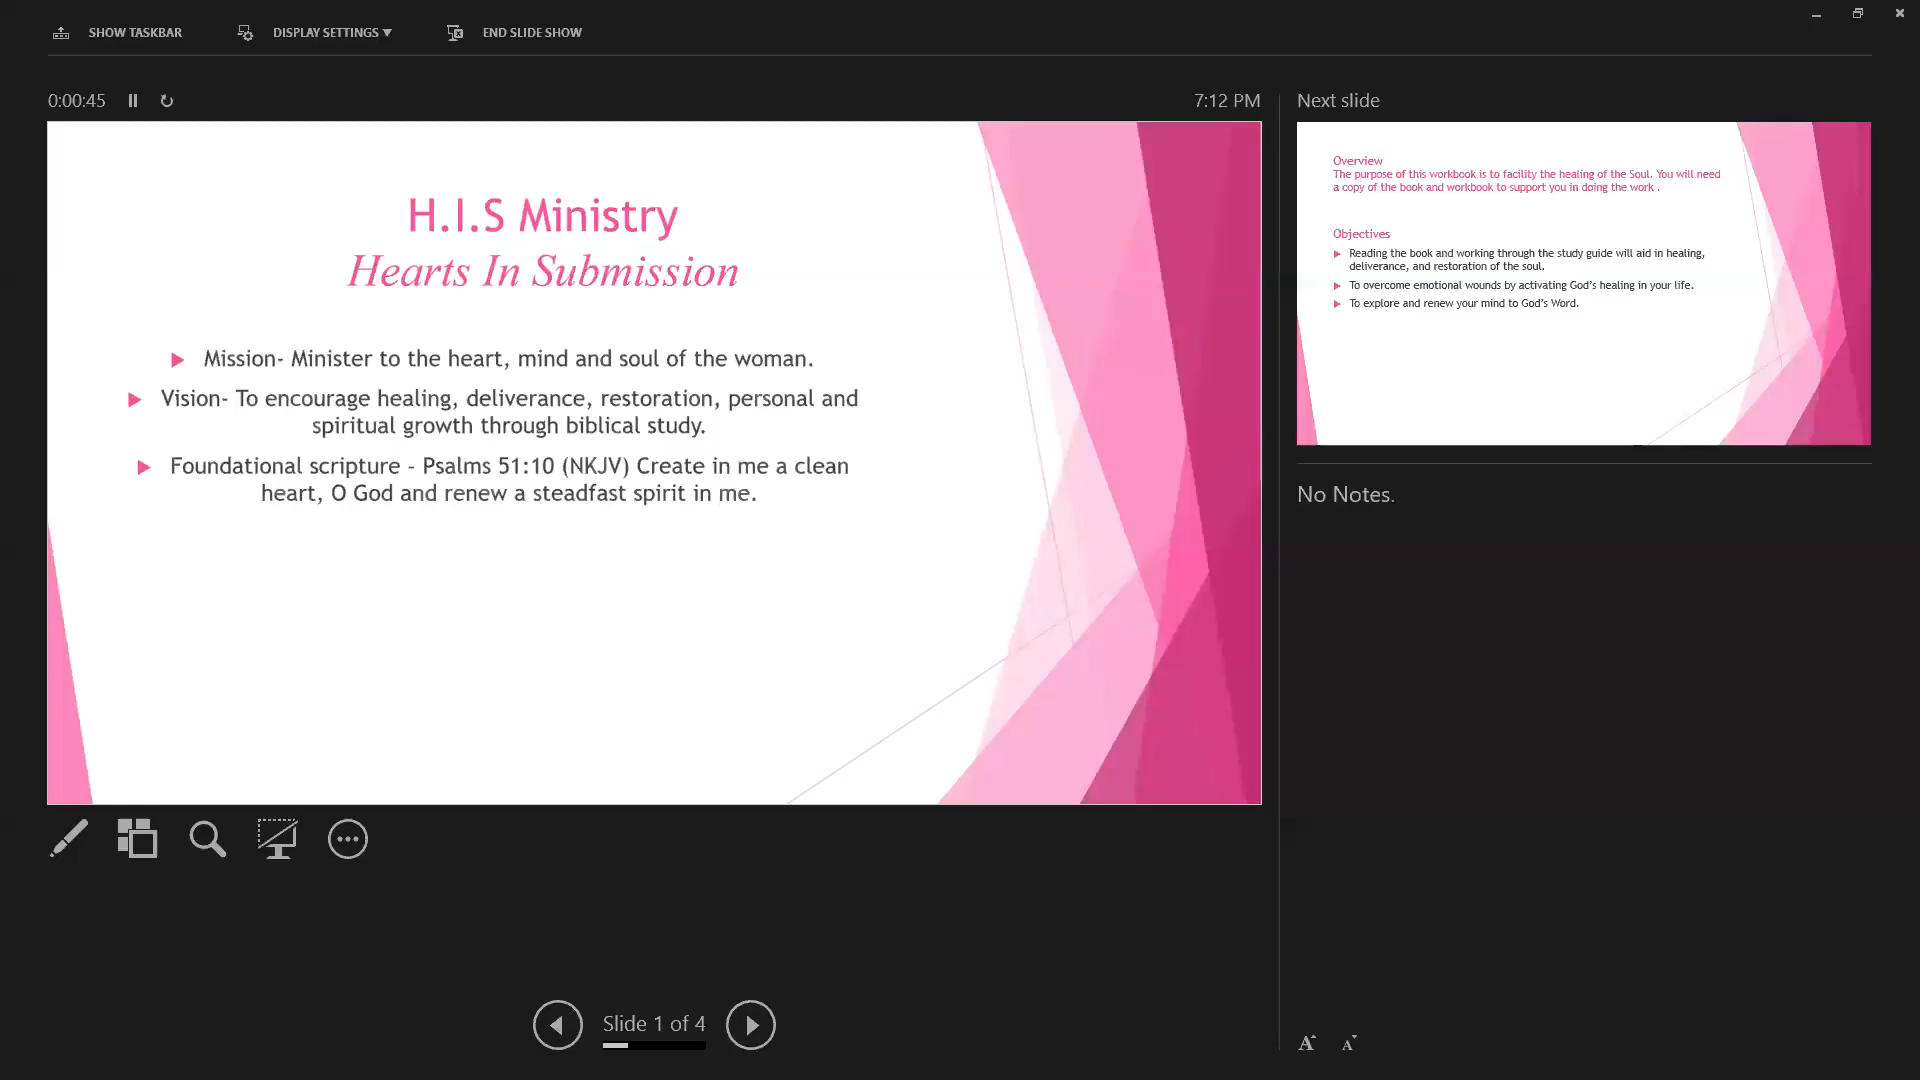 SHOW TASKBAR
DISPLAY SETTINGS ▼
END SLIDE SHOW
0:00:45
7:12 PM
H.I.S Ministry
Hearts In Submission
Mission- Minister to the heart, mind and soul of the woman.
Vision- To encourage healing, deliverance, restoration, personal and
spiritual growth through biblical study.
Foundational scripture - Psalms 51:10 (NKJV) Create in me a clean
heart, O God and renew a steadfast spirit in me.
Slide 1 of 4
Next slide
Overview
The purpose of this workbook is to facility the healing of the Soul. You will need
a copy of the book and workbook to support you in doing the work .
Objectives
Reading the book and working through the study guide will aid in healing,
deliverance, and restoration of the soul.
To overcome emotional wounds by activating God's healing in your life.
To explore and renew your mind to God's Word.
No Notes.
A A